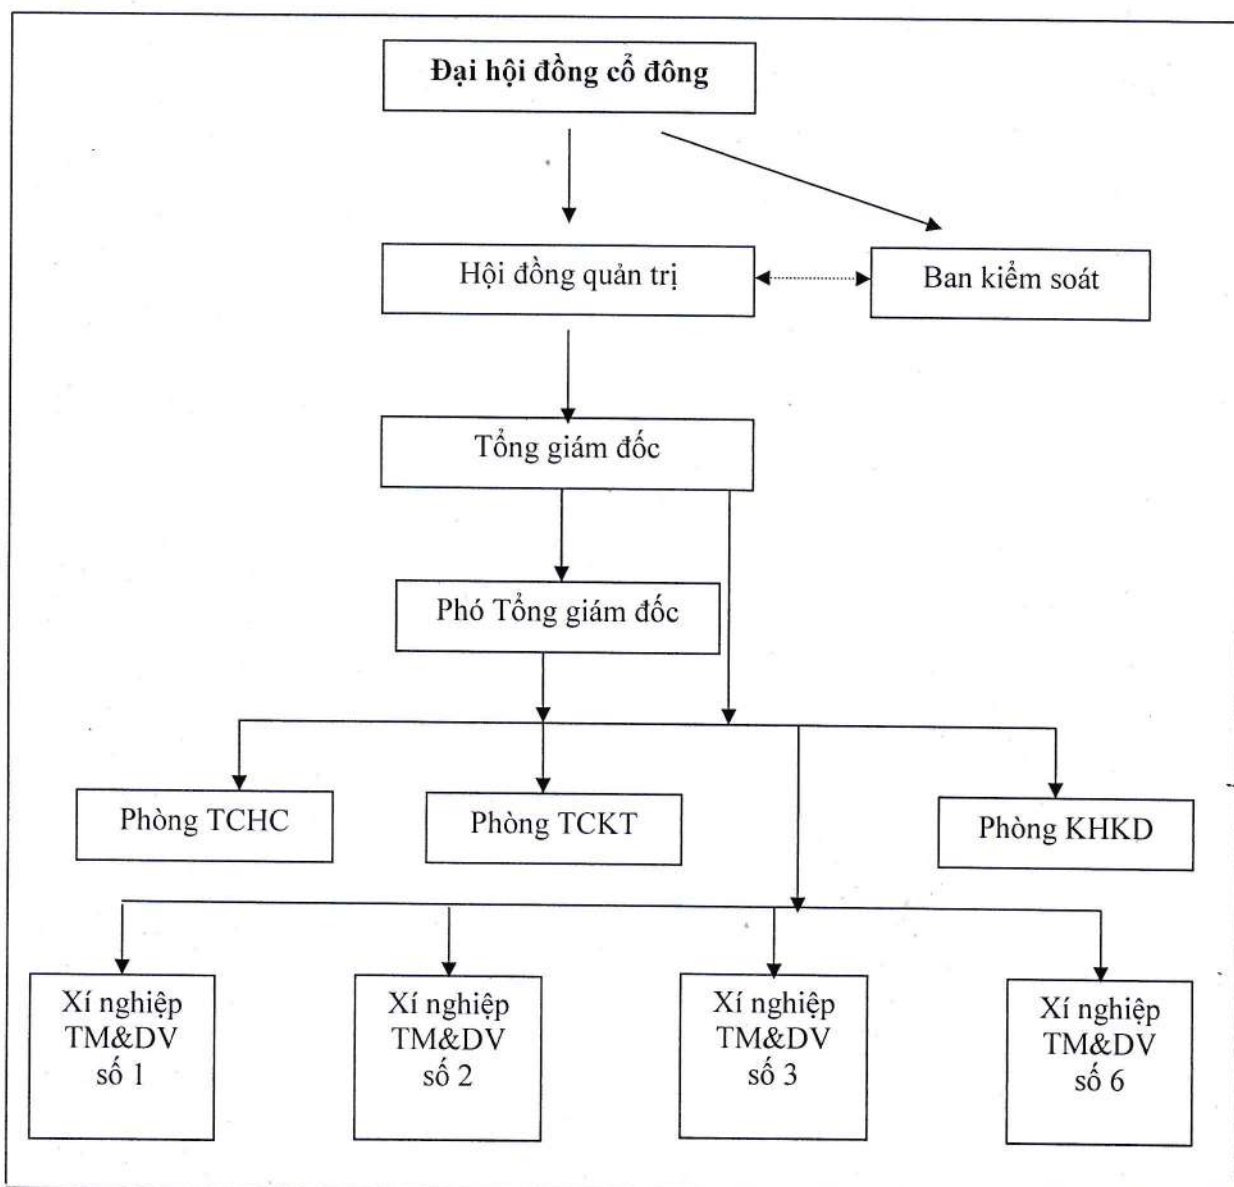 Đại hội đồng cổ đông
Hội đồng quản trị
Ban kiểm soát
Tổng giám đốc
Phó Tổng giám đốc
Phòng TCHC
Phòng TCKT
Phòng KHKD
Xí nghiệp
TM&DV
số 1
Xí nghiệp
TM&DV
số 2
Xí nghiệp
TM&DV
số 3
Xí nghiệp
TM&DV
số 6